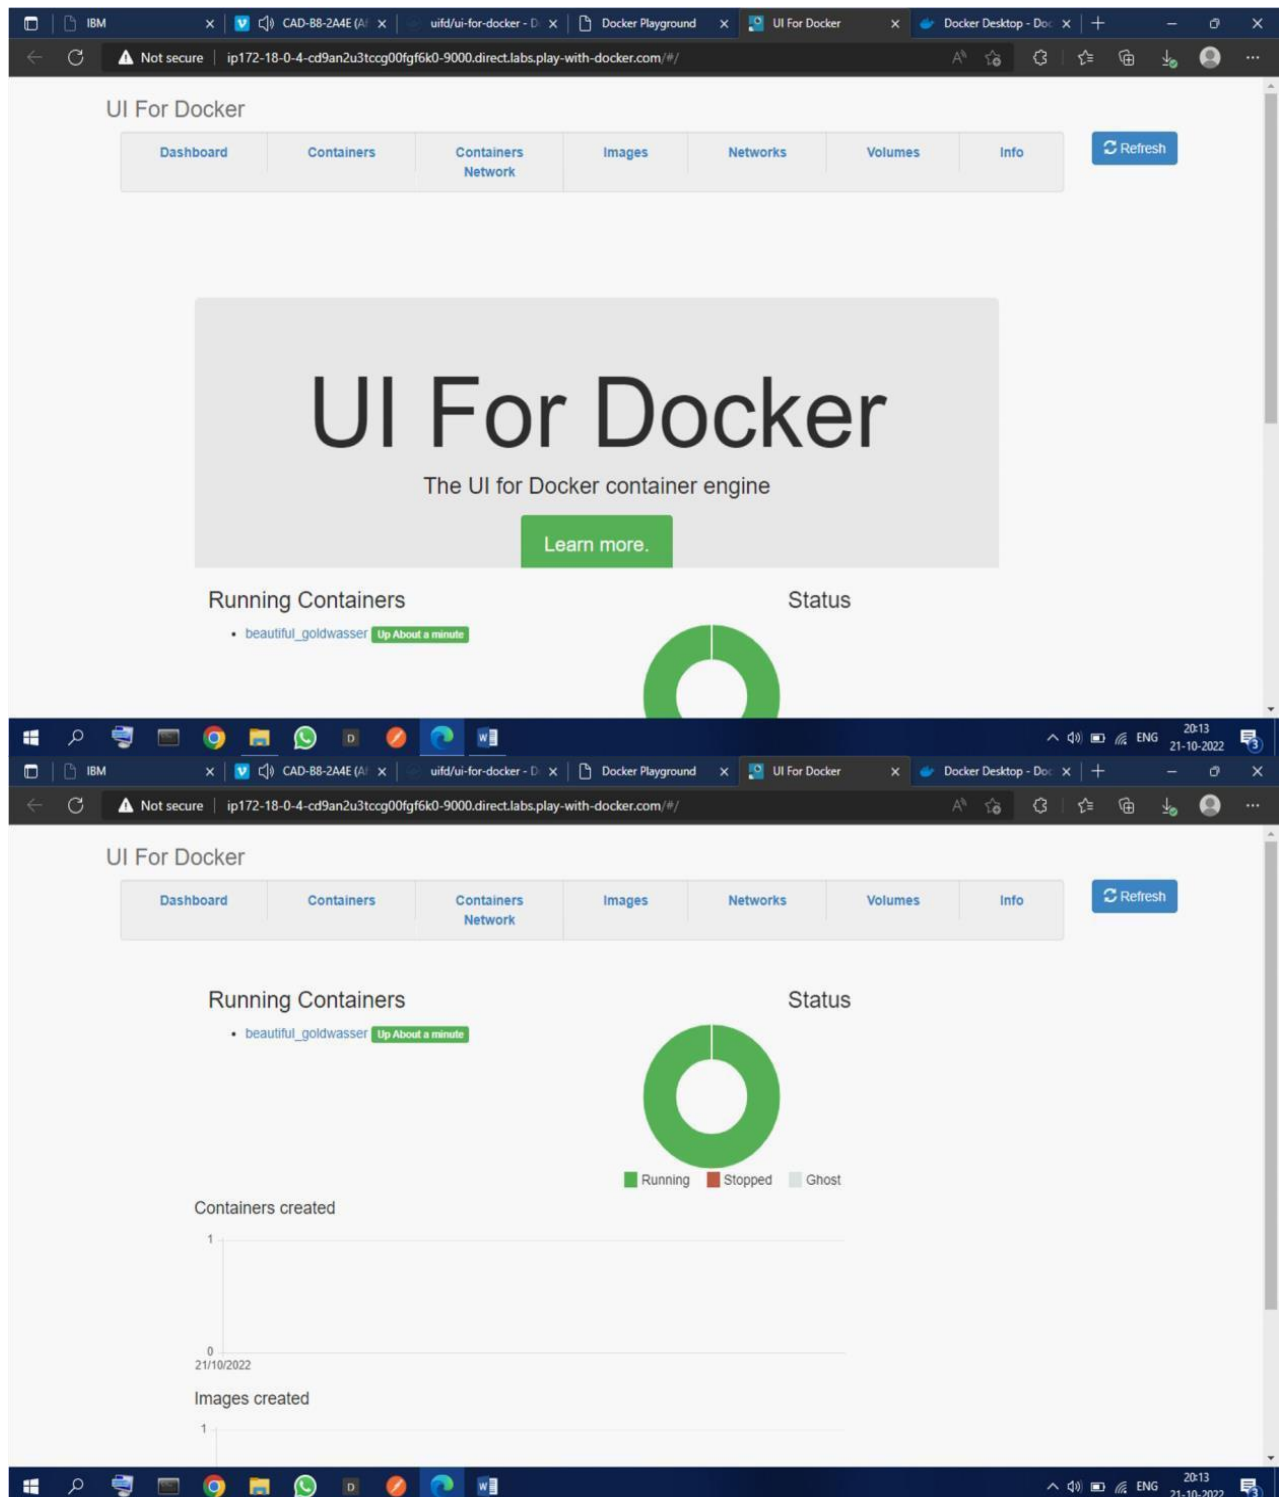 IBM
CAD-B8-2A4E (A
uifd/ui-for-docker - D
Docker Playground
UI For Docker
Docker Desktop - Doc
Not secure
ip172-18-0-4-cd9an2u3tccg00fgf6k0-9000.direct.labs.play-with-docker.com/#/
UI For Docker
Dashboard
Containers
Containers
Network
Images
Networks
Volumes
Info
Refresh
UI For Docker
The UI for Docker container engine
Learn more.
Running Containers
Status
beautiful_goldwasser Up About a minute
ENG
20:13
21-10-2022
IBM
CAD-B8-2A4E (A
uifd/ui-for-docker - D
Docker Playground
UI For Docker
Docker Desktop - Doc
Not secure
ip172-18-0-4-cd9an2u3tccg00fgf6k0-9000.direct.labs.play-with-docker.com/#/
UI For Docker
Dashboard
Containers
Containers
Network
Images
Networks
Volumes
Info
Refresh
Running Containers
Status
beautiful_goldwasser Up About a minute
Running
Stopped
Ghost
Containers created
1
0
21/10/2022
Images created
1
ENG
20:13
21-10-2022